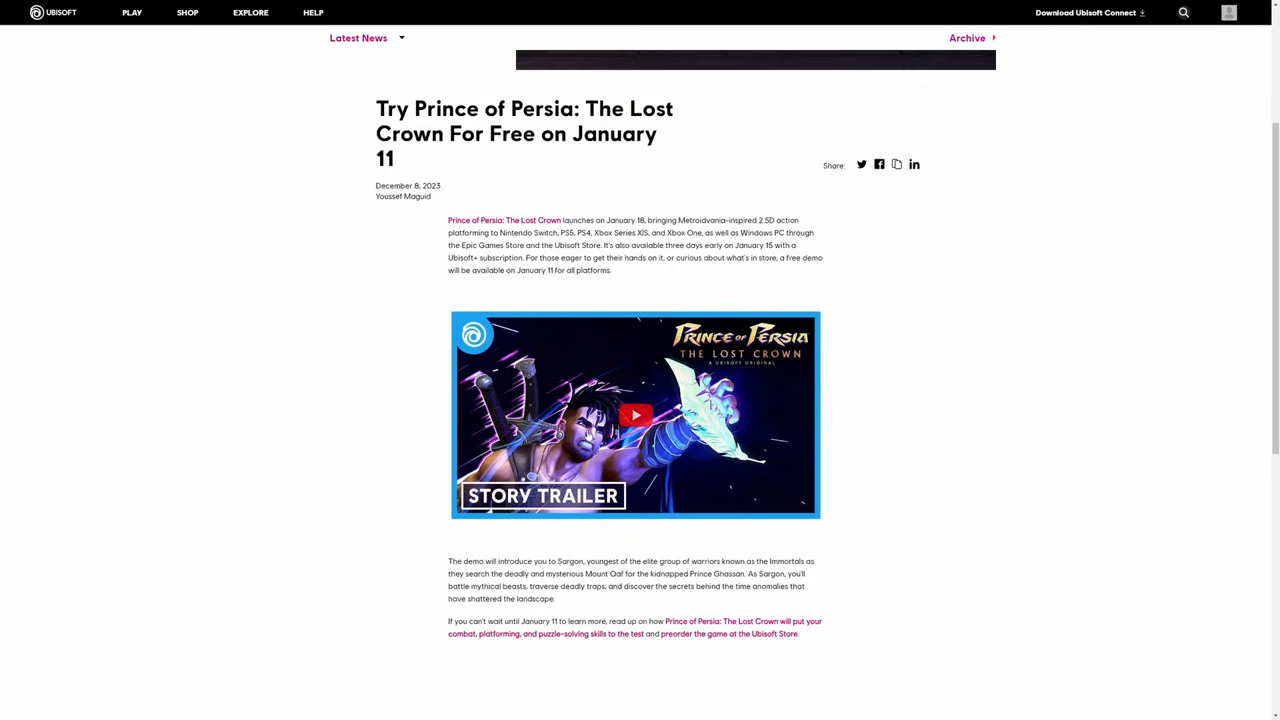 UBISOFT PLAY SHOP EXPLORE HELP Download Ubisoft Connect
Latest News Archive
Try Prince of Persia: The Lost
Crown For Free on January
11
Share:
December 8, 2023
Youssef Maguid
Prince of Persia: The Lost Crown launches on January 18, bringing Metroidvania-inspired 2.5D action
platforming to Nintendo Switch, PS5, PS4, Xbox Series X|S, and Xbox One, as well as Windows PC through
the Epic Games Store and the Ubisoft Store. It's also available three days early on January 15 with a
Ubisoft+ subscription. For those eager to get their hands on it, or curious about what's in store, a free demo
will be available on January 11 for all platforms.
PRINCE OF PERSIA
THE LOST CROWN
A UBISOFT ORIGINAL
STORY TRAILER
The demo will introduce you to Sargon, youngest of the elite group of warriors known as the Immortals as
they search the deadly and mysterious Mount Qaf for the kidnapped Prince Ghassan. As Sargon, you'll
battle mythical beasts, traverse deadly traps, and discover the secrets behind the time anomalies that
have shattered the landscape.
If you can't wait until January 11 to learn more, read up on how Prince of Persia: The Lost Crown will put your
combat, platforming, and puzzle-solving skills to the test and preorder the game at the Ubisoft Store.